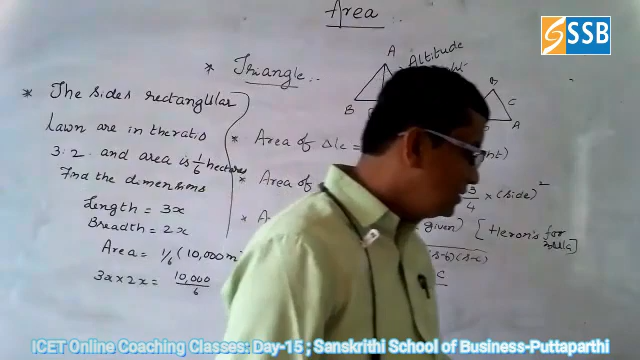 Area
SSB
* Triangle :-
A
Altitude
B
B
C
A
* The sides rectangular
Lawn are in the ratio
3:2. and area is 1/6 hectares
Find the dimensions
Length = 3x
Breadth = 2x
Area = 1/6 (10,000 m
3x x 2x = 10,000/6
* Area of Δle =
* Area of
3/4 x (side)²
* A
given) [Heron's formula]
(s-b)(s-c)
ICET Online Coaching Classes: Day-15 ; Sanskrithi School of Business-Puttaparthi